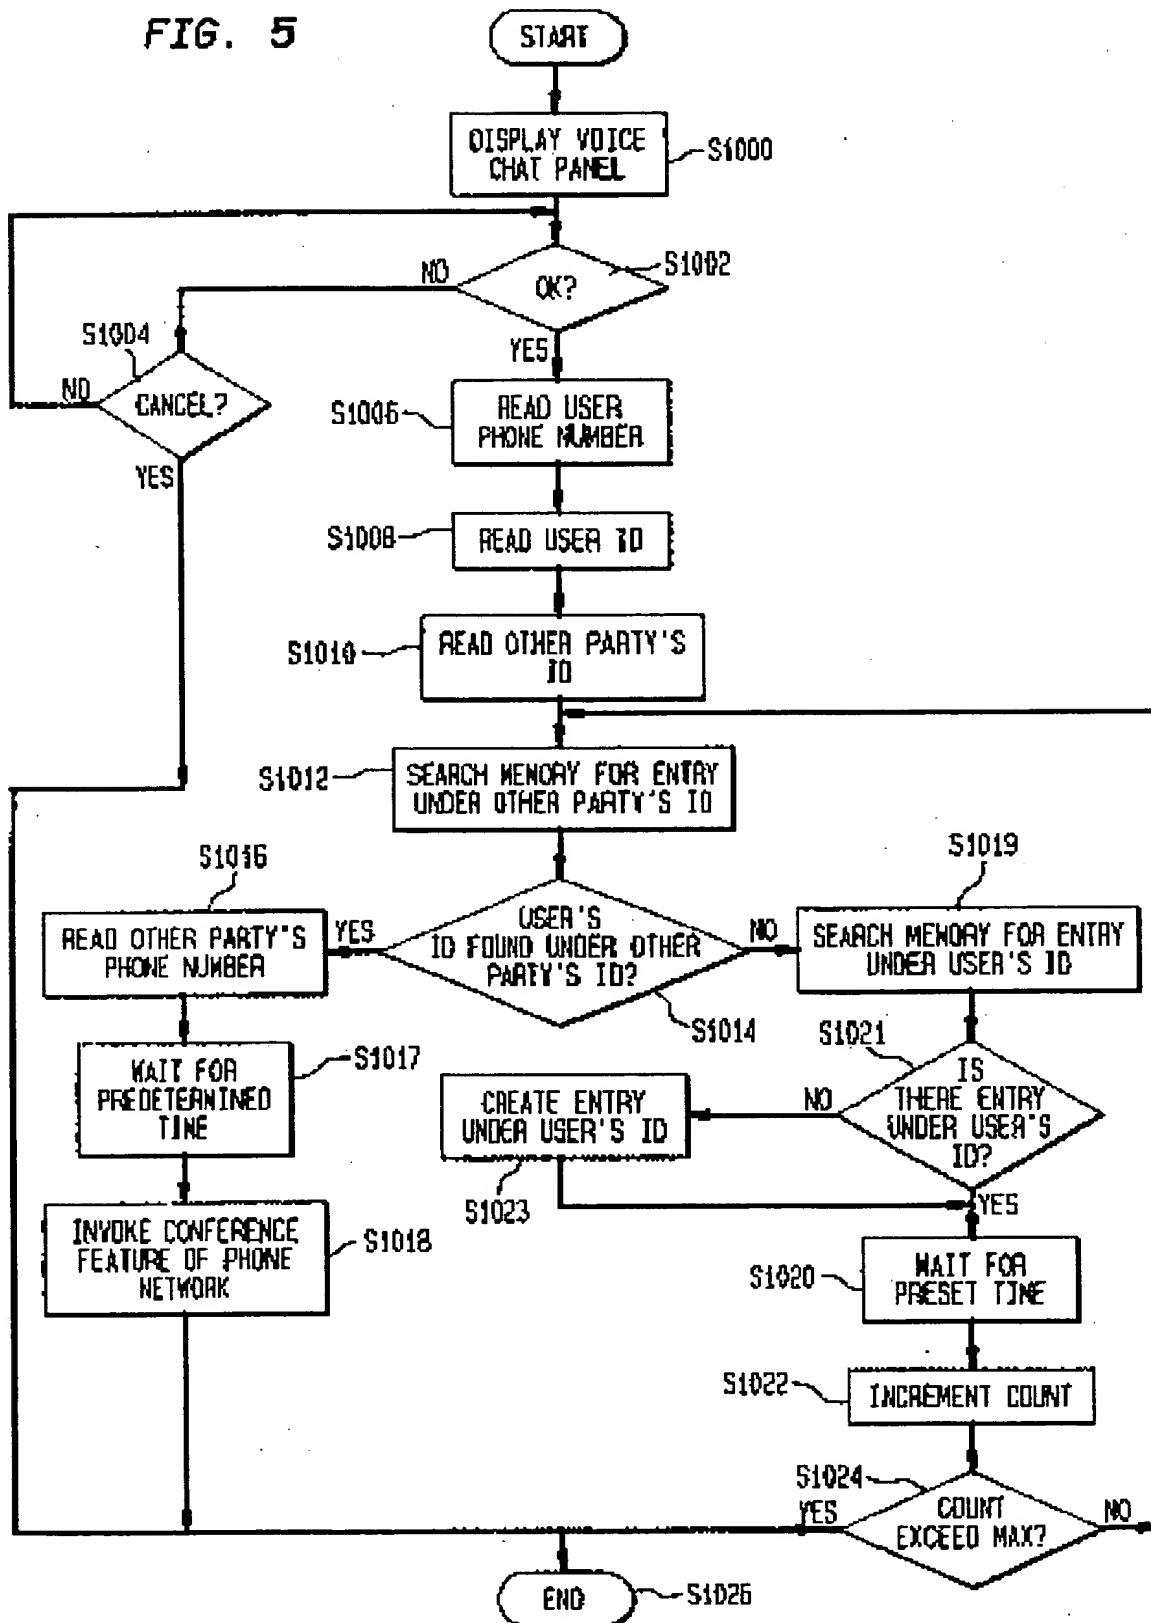 FIG. 5
START
DISPLAY VOICE
CHAT PANEL
S1000
S1002
NO
OK?
S1004
YES
NO
CANCEL?
S1006
READ USER
PHONE NUMBER
YES
S1008
READ USER ID
S1010
READ OTHER PARTY'S
ID
S1012
SEARCH MEMORY FOR ENTRY
UNDER OTHER PARTY'S ID
S1016
S1019
READ OTHER PARTY'S
PHONE NUMBER
YES
USER'S
ID FOUND UNDER OTHER
PARTY'S ID?
NO
SEARCH MEMORY FOR ENTRY
UNDER USER'S ID
S1014
S1017
S1021
WAIT FOR
PREDETERMINED
TIME
CREATE ENTRY
UNDER USER'S ID
NO
IS
THERE ENTRY
UNDER USER'S
ID?
S1023
YES
INVOKE CONFERENCE
FEATURE OF PHONE
NETWORK
S1018
S1020
WAIT FOR
PRESET TIME
S1022
INCREMENT COUNT
S1024
YES
COUNT
EXCEED MAX?
NO
END
S1026